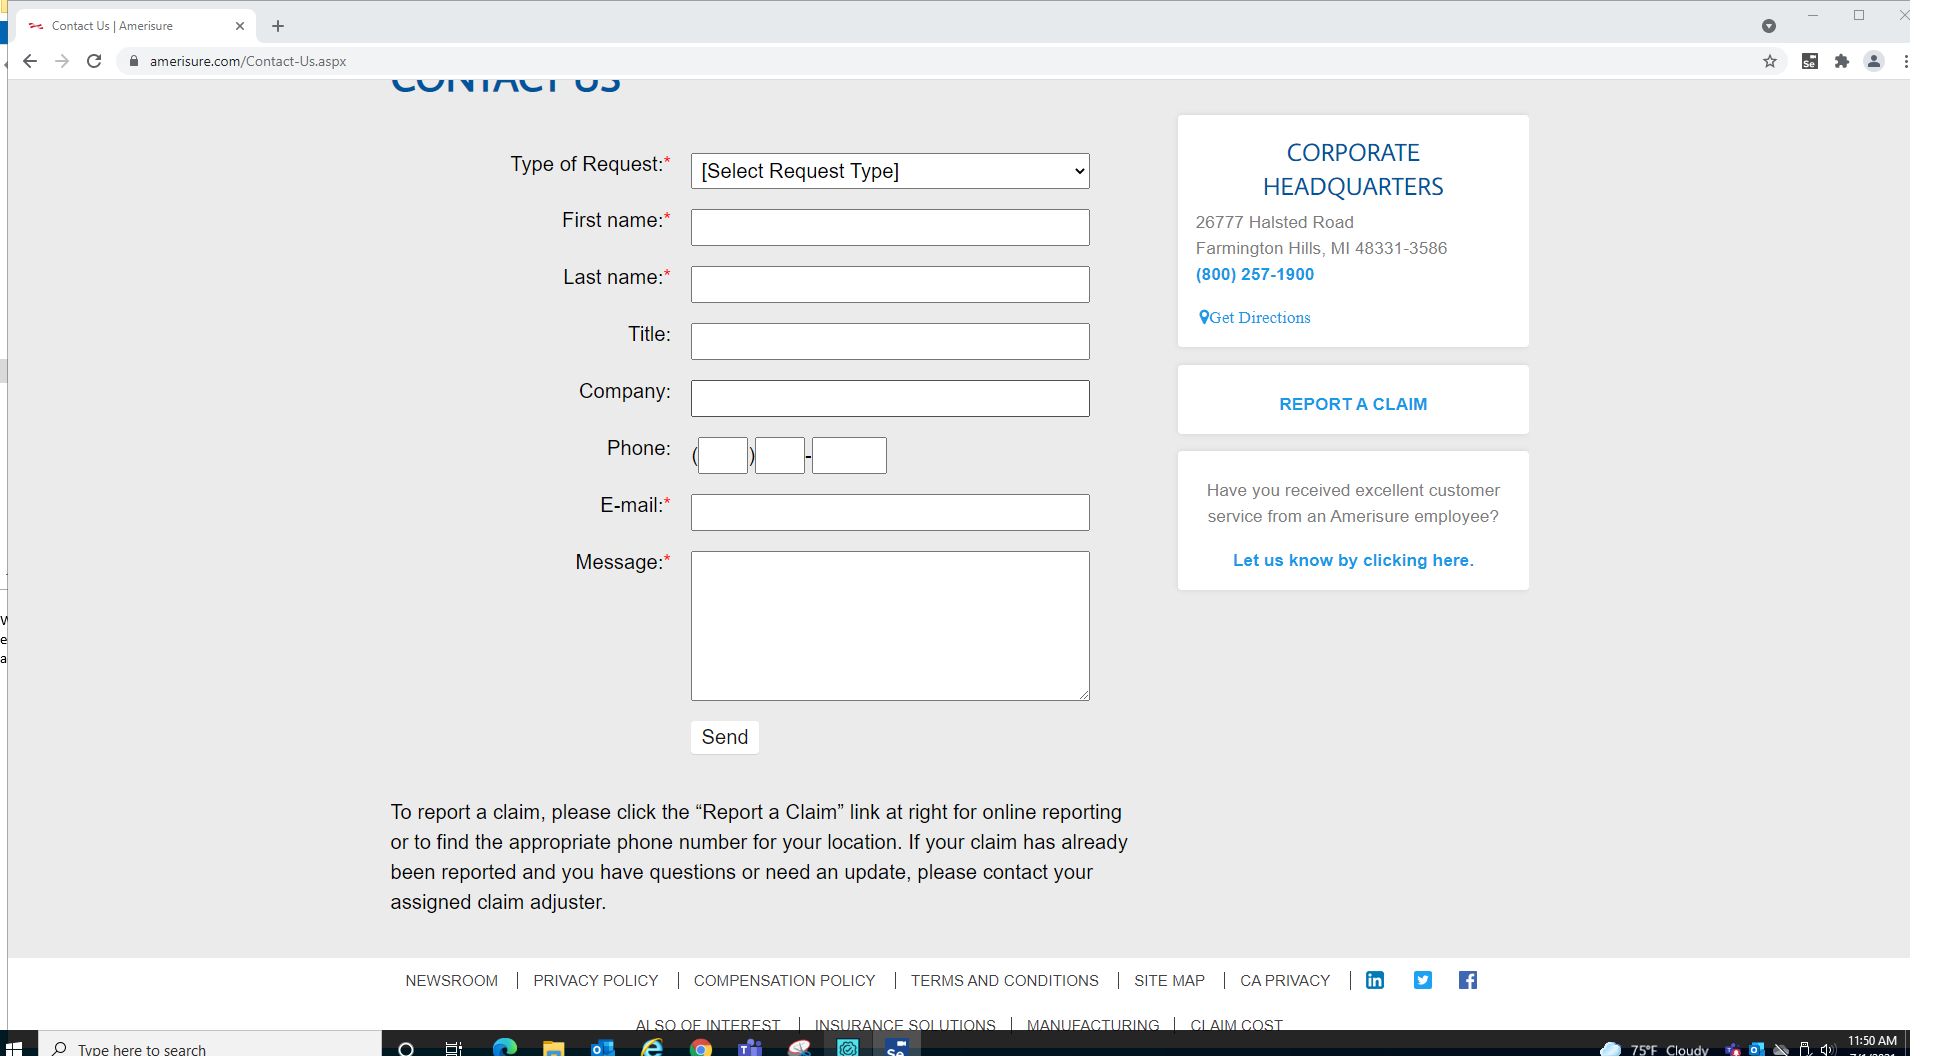 Contact Us | Amerisure
amerisure.com/Contact-Us.aspx
Se
CONTACT US
Type of Request:*
[Select Request Type]
First name:*
Last name:*
Title:
Company:
Phone:
( ) -
E-mail:*
Message:*
Send
CORPORATE
HEADQUARTERS
26777 Halsted Road
Farmington Hills, MI 48331-3586
(800) 257-1900
Get Directions
REPORT A CLAIM
Have you received excellent customer
service from an Amerisure employee?
Let us know by clicking here.
To report a claim, please click the “Report a Claim” link at right for online reporting
or to find the appropriate phone number for your location. If your claim has already
been reported and you have questions or need an update, please contact your
assigned claim adjuster.
NEWSROOM | PRIVACY POLICY | COMPENSATION POLICY | TERMS AND CONDITIONS | SITE MAP | CA PRIVACY | in
ALSO OF INTEREST | INSURANCE SOLUTIONS | MANUFACTURING | CLAIM COST
Type here to search
Se
75°F Cloudy
11:50 AM